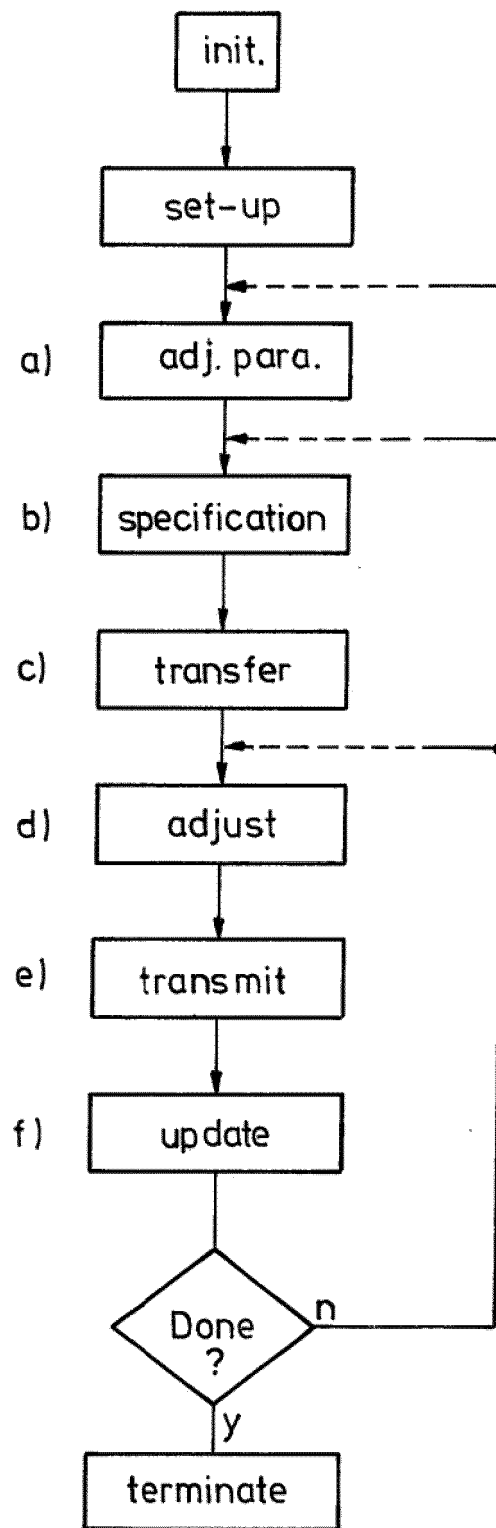 init.
set-up
a) adj. para.
b) specification
c) transfer
d) adjust
e) transmit
f) update
Done
?
n
y
terminate